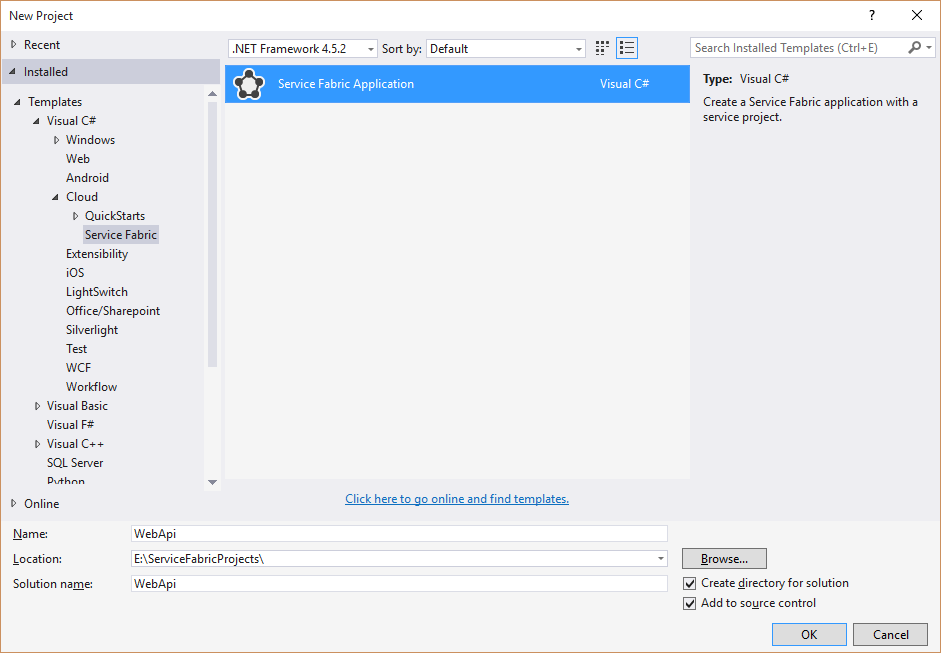 New Project
?
Recent
Installed
Templates
Visual C#
Windows
Web
Android
Cloud
QuickStarts
Service Fabric
Extensibility
iOS
LightSwitch
Office/Sharepoint
Silverlight
Test
WCF
Workflow
Visual Basic
Visual F#
Visual C++
SQL Server
Python
Online
.NET Framework 4.5.2 Sort by: Default
Service Fabric Application Visual C#
Click here to go online and find templates.
Search Installed Templates (Ctrl+E)
Type: Visual C#
Create a Service Fabric application with a
service project.
Name: WebApi
Location: E:\ServiceFabricProjects\
Browse...
Solution name: WebApi
Create directory for solution
Add to source control
OK Cancel